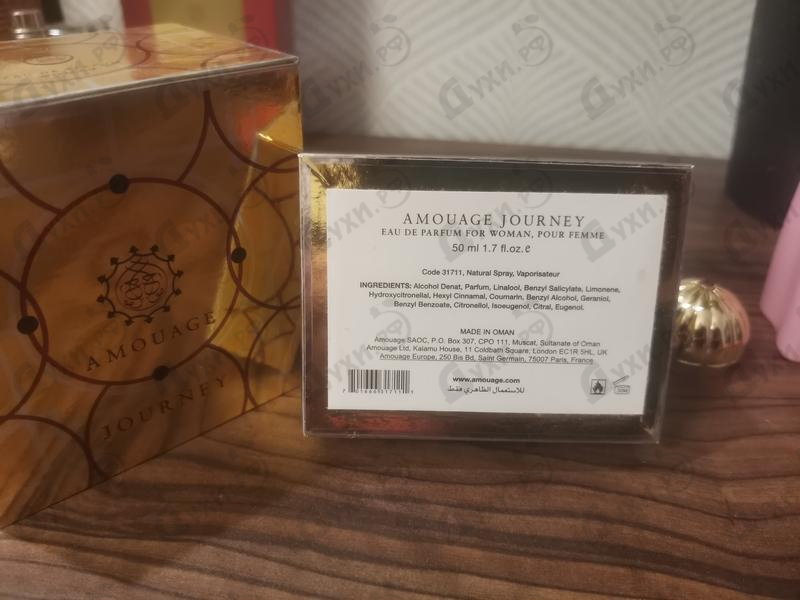 AMOUAGE
JOURNEY
AMOUAGE JOURNEY
EAU DE PARFUM FOR WOMAN, POUR FEMME
50 ml 1.7 fl.oz.e
Code 31711, Natural Spray, Vaporisateur
INGREDIENTS: Alcohol Denat, Parfum, Linalool, Benzyl Salicylate, Limonene,
Hydroxycitronellal, Hexyl Cinnamal, Coumarin, Benzyl Alcohol, Geraniol,
Benzyl Benzoate, Citronellol, Isoeugenol, Citral, Eugenol.
MADE IN OMAN
Amouage SAOC, P.O. Box 307, CPO 111, Muscat, Sultanate of Oman
Amouage Ltd, Kalamu House, 11 Coldbath Square, London EC1R 5HL, UK
Amouage Europe, 250 Bis Bd, Saint Germain, 75007 Paris, France
www.amouage.com
للاستعمال الظاهري فقط
Духи.рф